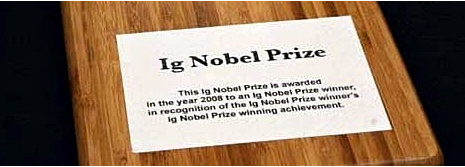 Ig Nobel Prize
This Ig Nobel Prize is awarded
in the year 2008 to an Ig Nobel Prize winner,
in recognition of the Ig Nobel Prize winner's
Ig Nobel Prize winning achievement.